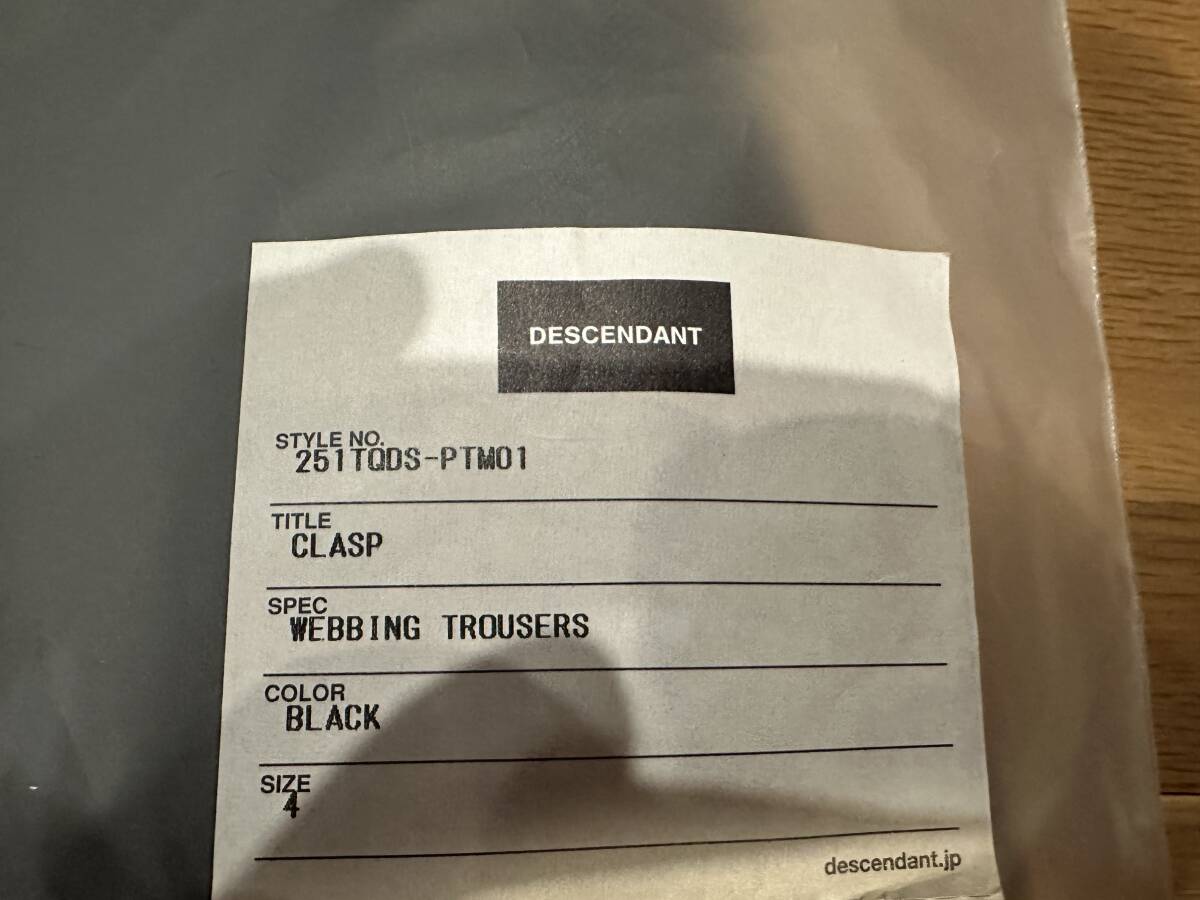 DESCENDANT
STYLE NO.
251TQDS-PTM01
TITLE
CLASP
SPEC
WEBBING TROUSERS
COLOR
BLACK
SIZE
4
descendant.jp